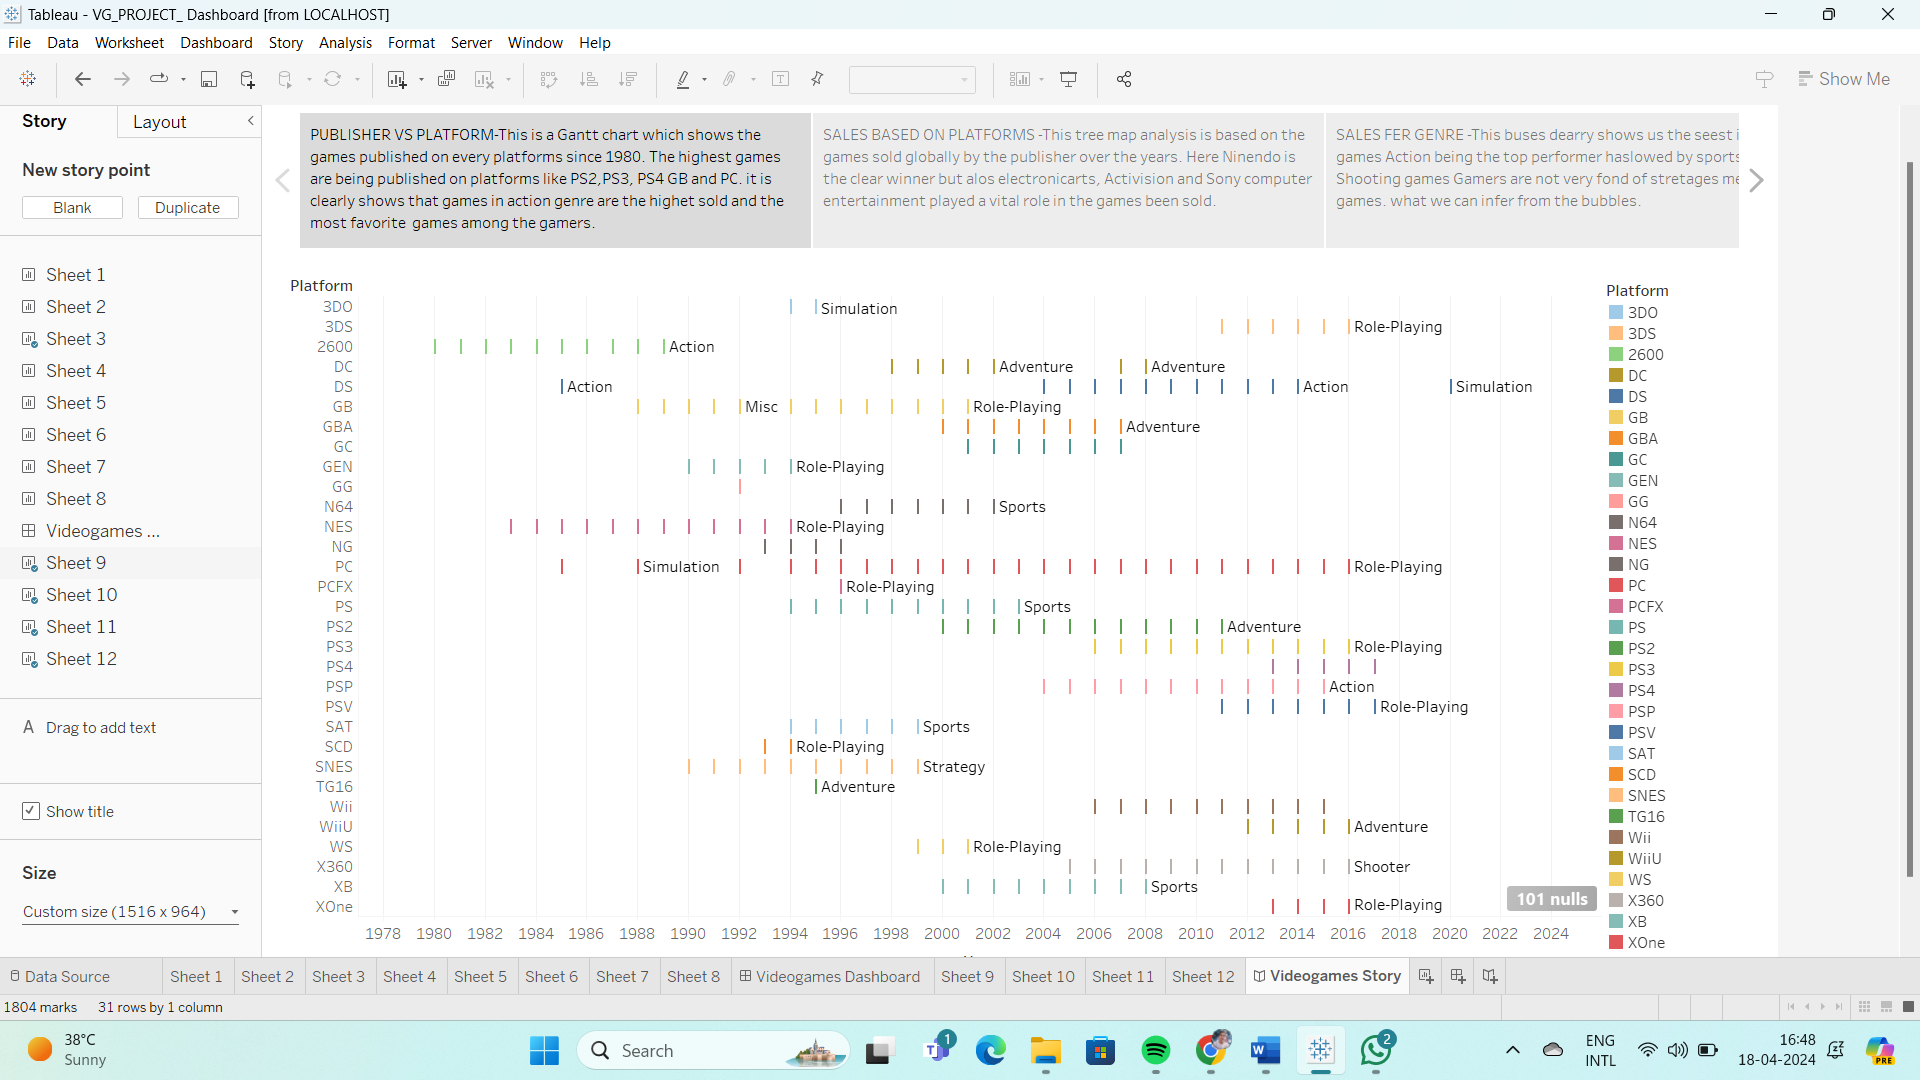 Tableau - VG_PROJECT_ Dashboard [from LOCALHOST]
File Data Worksheet Dashboard Story Analysis Format Server Window Help
Show Me
Story Layout
New story point
Blank Duplicate
Sheet 1
Sheet 2
Sheet 3
Sheet 4
Sheet 5
Sheet 6
Sheet 7
Sheet 8
Videogames ...
Sheet 9
Sheet 10
Sheet 11
Sheet 12
A Drag to add text
Show title
Size
Custom size (1516 x 964)
PUBLISHER VS PLATFORM-This is a Gantt chart which shows the
games published on every platforms since 1980. The highest games
are being published on platforms like PS2,PS3, PS4 GB and PC. it is
clearly shows that games in action genre are the highet sold and the
most favorite games among the gamers.
SALES BASED ON PLATFORMS -This tree map analysis is based on the
games sold globally by the publisher over the years. Here Ninendo is
the clear winner but alos electronicarts, Activision and Sony computer
entertainment played a vital role in the games been sold.
SALES FER GENRE -This buses dearry shows us the seest i
games Action being the top performer haslowed by sports
Shooting games Gamers are not very fond of stretages me
games. what we can infer from the bubbles.
Platform
3DO Simulation
3DS Role-Playing
2600 Action
DC Adventure Adventure
DS Action Action Simulation
GB Misc Role-Playing
GBA Adventure
GC
GEN Role-Playing
GG
N64 Sports
NES Role-Playing
NG
PC Simulation Role-Playing
PCFX Role-Playing
PS Sports
PS2 Adventure
PS3 Role-Playing
PS4
PSP Action
PSV Role-Playing
SAT Sports
SCD Role-Playing
SNES Strategy
TG16 Adventure
Wii
WiiU Adventure
WS Role-Playing
X360 Shooter
XB Sports
XOne Role-Playing
101 nulls
1978 1980 1982 1984 1986 1988 1990 1992 1994 1996 1998 2000 2002 2004 2006 2008 2010 2012 2014 2016 2018 2020 2022 2024
Platform
3DO
3DS
2600
DC
DS
GB
GBA
GC
GEN
GG
N64
NES
NG
PC
PCFX
PS
PS2
PS3
PS4
PSP
PSV
SAT
SCD
SNES
TG16
Wii
WiiU
WS
X360
XB
XOne
Data Source Sheet 1 Sheet 2 Sheet 3 Sheet 4 Sheet 5 Sheet 6 Sheet 7 Sheet 8 Videogames Dashboard Sheet 9 Sheet 10 Sheet 11 Sheet 12 Videogames Story
1804 marks 31 rows by 1 column
38°C
Sunny
Search
1
2
ENG
INTL
16:48
18-04-2024
PRE